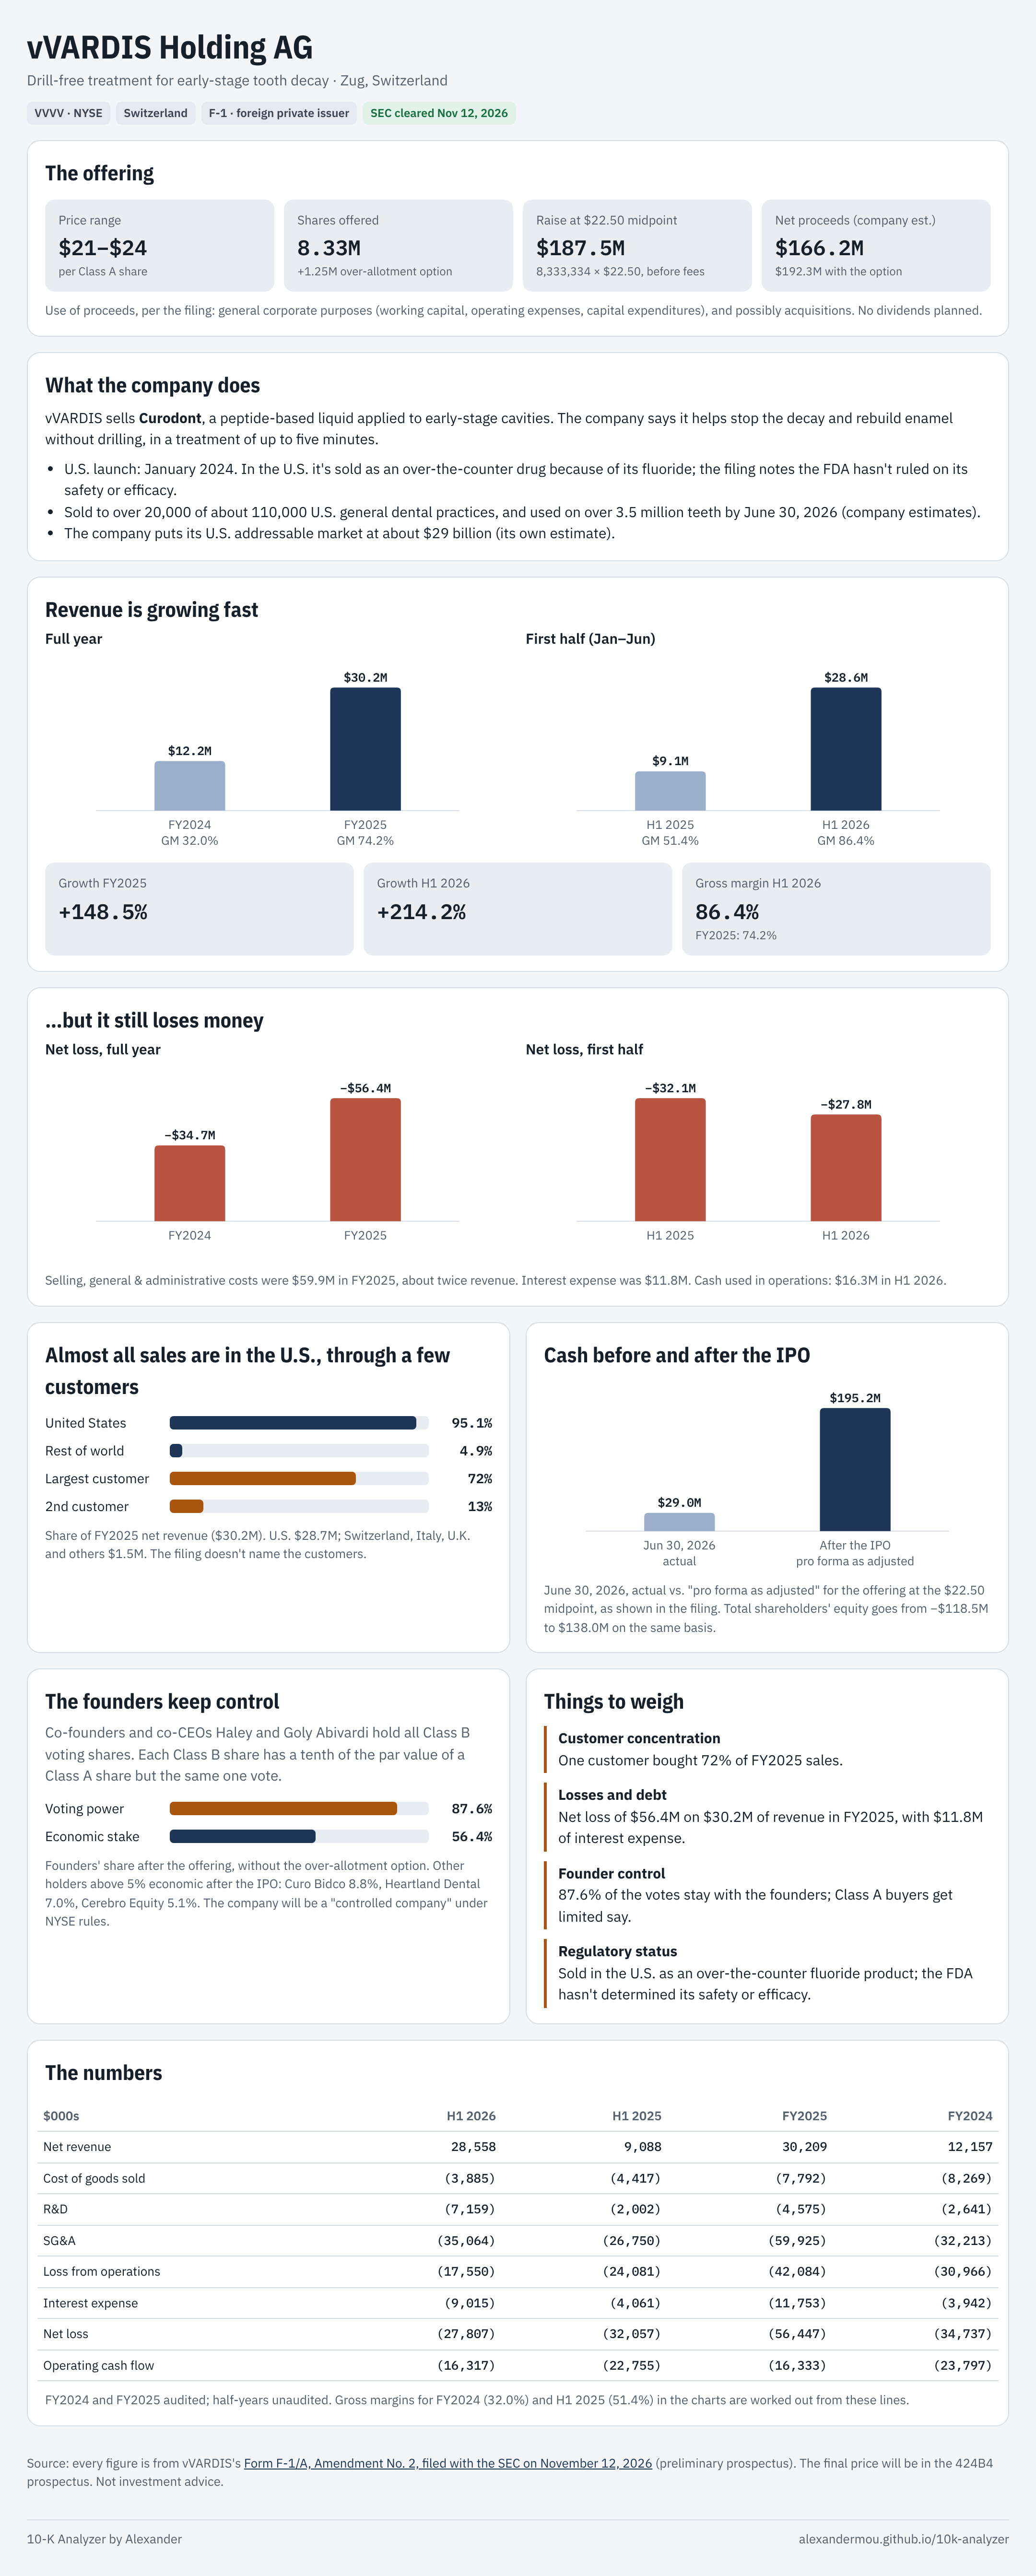 vVARDIS Holding AG
Drill-free treatment for early-stage tooth decay · Zug, Switzerland
VVVV · NYSE
Switzerland
F-1 · foreign private issuer
SEC cleared Nov 12, 2026
The offering
Price range
$21–$24
per Class A share
Shares offered
8.33M
+1.25M over-allotment option
Raise at $22.50 midpoint
$187.5M
8,333,334 × $22.50, before fees
Net proceeds (company est.)
$166.2M
$192.3M with the option
Use of proceeds, per the filing: general corporate purposes (working capital, operating expenses, capital expenditures), and possibly acquisitions. No dividends planned.
What the company does
vVARDIS sells Curodont, a peptide-based liquid applied to early-stage cavities. The company says it helps stop the decay and rebuild enamel
without drilling, in a treatment of up to five minutes.
• U.S. launch: January 2024. In the U.S. it's sold as an over-the-counter drug because of its fluoride; the filing notes the FDA hasn't ruled on its
safety or efficacy.
• Sold to over 20,000 of about 110,000 U.S. general dental practices, and used on over 3.5 million teeth by June 30, 2026 (company estimates).
• The company puts its U.S. addressable market at about $29 billion (its own estimate).
Revenue is growing fast
Full year
$12.2M
$30.2M
FY2024
GM 32.0%
FY2025
GM 74.2%
First half (Jan–Jun)
$9.1M
$28.6M
H1 2025
GM 51.4%
H1 2026
GM 86.4%
Growth FY2025
+148.5%
Growth H1 2026
+214.2%
Gross margin H1 2026
86.4%
FY2025: 74.2%
...but it still loses money
Net loss, full year
−$34.7M
−$56.4M
FY2024
FY2025
Net loss, first half
−$32.1M
−$27.8M
H1 2025
H1 2026
Selling, general & administrative costs were $59.9M in FY2025, about twice revenue. Interest expense was $11.8M. Cash used in operations: $16.3M in H1 2026.
Almost all sales are in the U.S., through a few
customers
United States 95.1%
Rest of world 4.9%
Largest customer 72%
2nd customer 13%
Share of FY2025 net revenue ($30.2M). U.S. $28.7M; Switzerland, Italy, U.K.
and others $1.5M. The filing doesn't name the customers.
Cash before and after the IPO
$29.0M
$195.2M
Jun 30, 2026
actual
After the IPO
pro forma as adjusted
June 30, 2026, actual vs. "pro forma as adjusted" for the offering at the $22.50
midpoint, as shown in the filing. Total shareholders' equity goes from −$118.5M
to $138.0M on the same basis.
The founders keep control
Co-founders and co-CEOs Haley and Goly Abivardi hold all Class B
voting shares. Each Class B share has a tenth of the par value of a
Class A share but the same one vote.
Voting power 87.6%
Economic stake 56.4%
Founders' share after the offering, without the over-allotment option. Other
holders above 5% economic after the IPO: Curo Bidco 8.8%, Heartland Dental
7.0%, Cerebro Equity 5.1%. The company will be a "controlled company" under
NYSE rules.
Things to weigh
Customer concentration
One customer bought 72% of FY2025 sales.
Losses and debt
Net loss of $56.4M on $30.2M of revenue in FY2025, with $11.8M
of interest expense.
Founder control
87.6% of the votes stay with the founders; Class A buyers get
limited say.
Regulatory status
Sold in the U.S. as an over-the-counter fluoride product; the FDA
hasn't determined its safety or efficacy.
The numbers
$000s H1 2026 H1 2025 FY2025 FY2024
Net revenue 28,558 9,088 30,209 12,157
Cost of goods sold (3,885) (4,417) (7,792) (8,269)
R&D (7,159) (2,002) (4,575) (2,641)
SG&A (35,064) (26,750) (59,925) (32,213)
Loss from operations (17,550) (24,081) (42,084) (30,966)
Interest expense (9,015) (4,061) (11,753) (3,942)
Net loss (27,807) (32,057) (56,447) (34,737)
Operating cash flow (16,317) (22,755) (16,333) (23,797)
FY2024 and FY2025 audited; half-years unaudited. Gross margins for FY2024 (32.0%) and H1 2025 (51.4%) in the charts are worked out from these lines.
Source: every figure is from vVARDIS's Form F-1/A, Amendment No. 2, filed with the SEC on November 12, 2026 (preliminary prospectus). The final price will be in the 424B4
prospectus. Not investment advice.
10-K Analyzer by Alexander
alexandermou.github.io/10k-analyzer